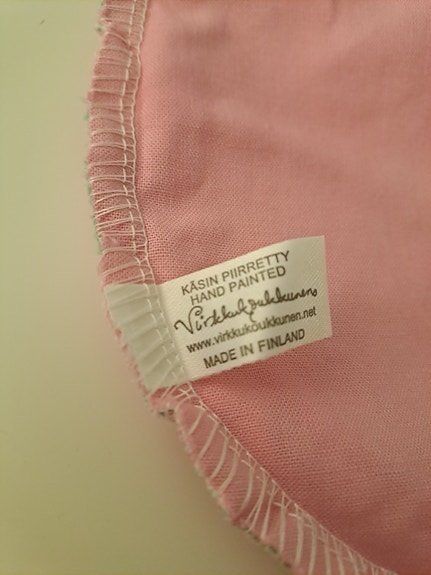 KÄSIN PIIRRETTY
HAND PAINTED
Virkkukoukkunen
www.virkkukoukkunen.net
MADE IN FINLAND